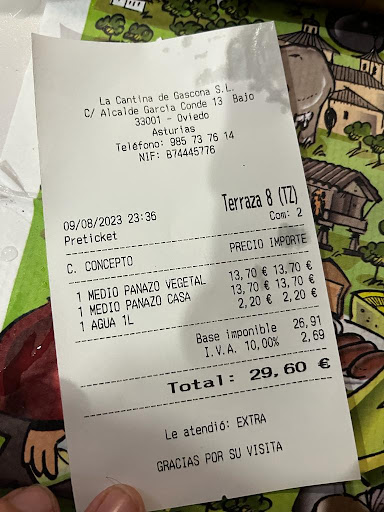 La Cantina de Gascona S.L.
C/ Alcalde Garcia Conde 13 Bajo
33001 - Oviedo
Asturias
Teléfono: 985 73 76 14
NIF: B74445776
09/08/2023 23:36 Terraza 8 (TZ)
Preticket Com: 2
C. CONCEPTO PRECIO IMPORTE
1 MEDIO PANAZO VEGETAL 13,70 € 13,70 €
1 MEDIO PANAZO CASA 13,70 € 13,70 €
1 AGUA 1L 2,20 € 2,20 €
Base imponible 26,91
I.V.A. 10,00% 2,69
Total: 29,60 €
Le atendió: EXTRA
GRACIAS POR SU VISITA